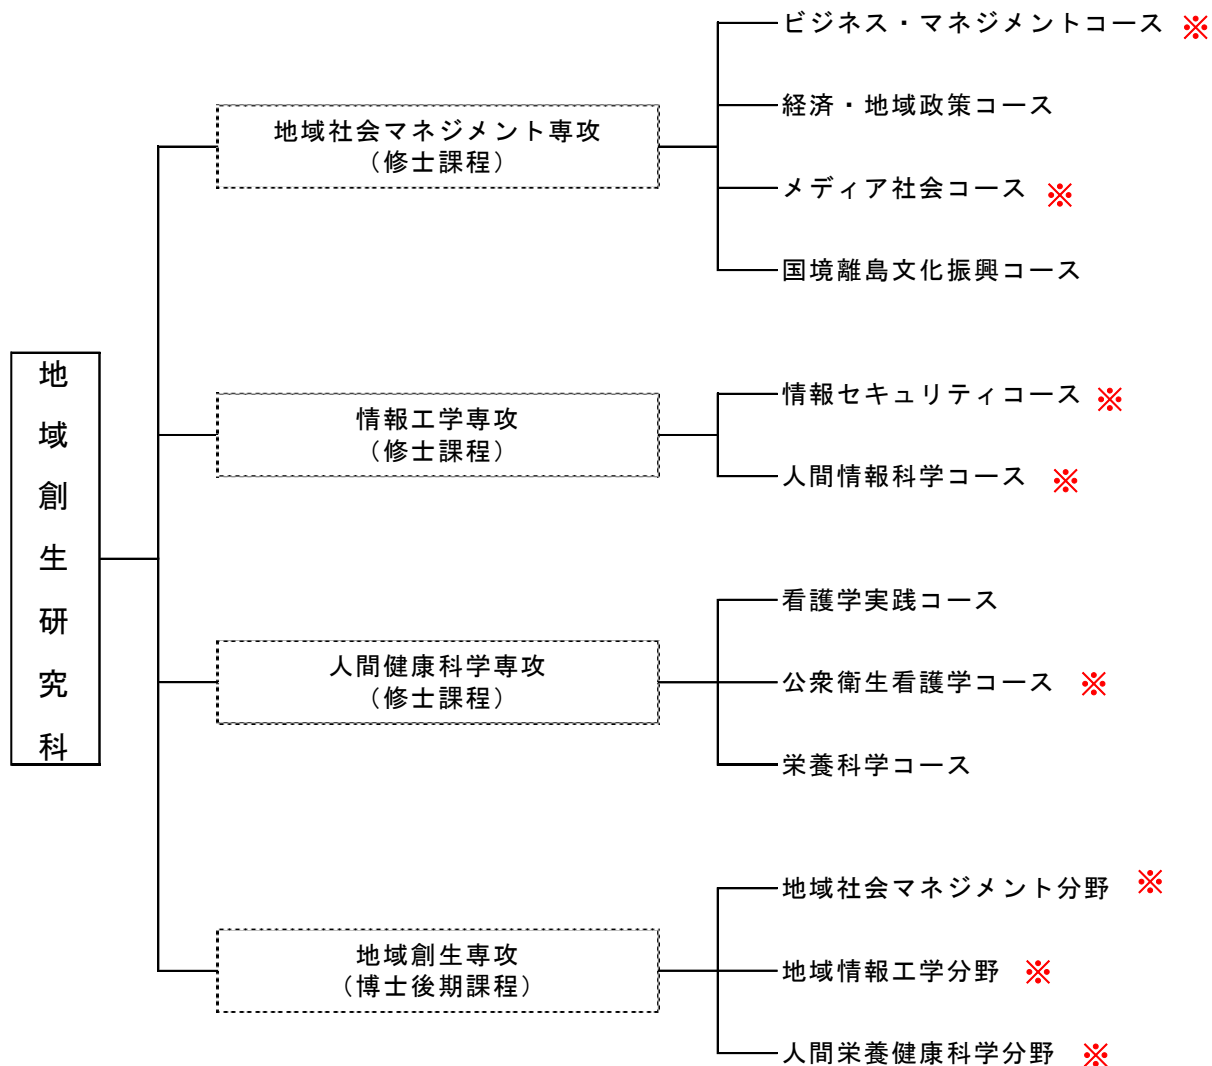 ビジネス・マネジメントコース ※
経済・地域政策コース
地域社会マネジメント専攻
（修士課程）
メディア社会コース ※
国境離島文化振興コース
地域創生研究科
情報工学専攻
（修士課程）
情報セキュリティコース ※
人間情報科学コース ※
看護学実践コース
人間健康科学専攻
（修士課程）
公衆衛生看護学コース ※
栄養科学コース
地域創生専攻
（博士後期課程）
地域社会マネジメント分野 ※
地域情報工学分野 ※
人間栄養健康科学分野 ※